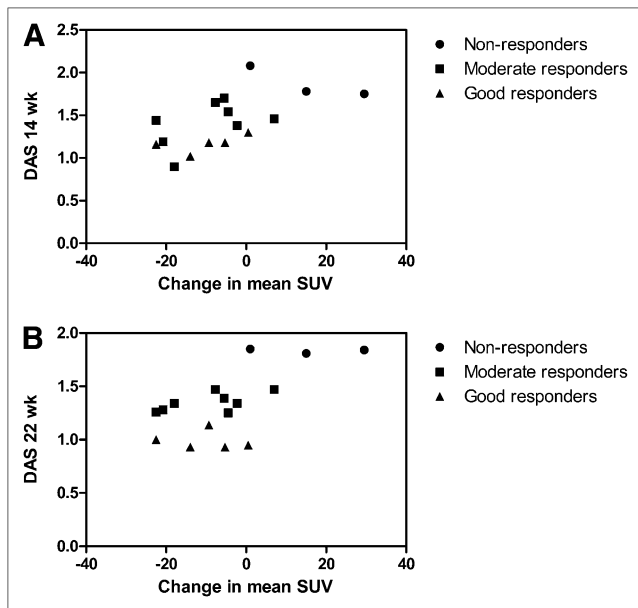 A
DAS 14 wk
2.5
2.0
1.5
1.0
0.5
0.0
-40 -20 0 20 40
Change in mean SUV
Non-responders
Moderate responders
Good responders
B
DAS 22 wk
2.0
1.5
1.0
0.5
0.0
-40 -20 0 20 40
Change in mean SUV
Non-responders
Moderate responders
Good responders